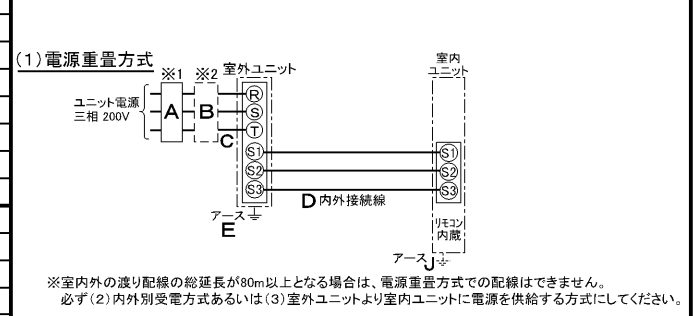 (1)電源重畳方式
※1 ※2 室外ユニット
室内
ユニット
ユニット電源
三相 200V
A
B
C
R
S
T
S1
S2
S3
S1
S2
S3
D 内外接続線
アース
E
リモコン
内蔵
アース
J
※室内外の渡り配線の総延長が80m以上となる場合は、電源重畳方式での配線はできません。
必ず(2)内外別受電方式あるいは(3)室外ユニットより室内ユニットに電源を供給する方式にしてください。